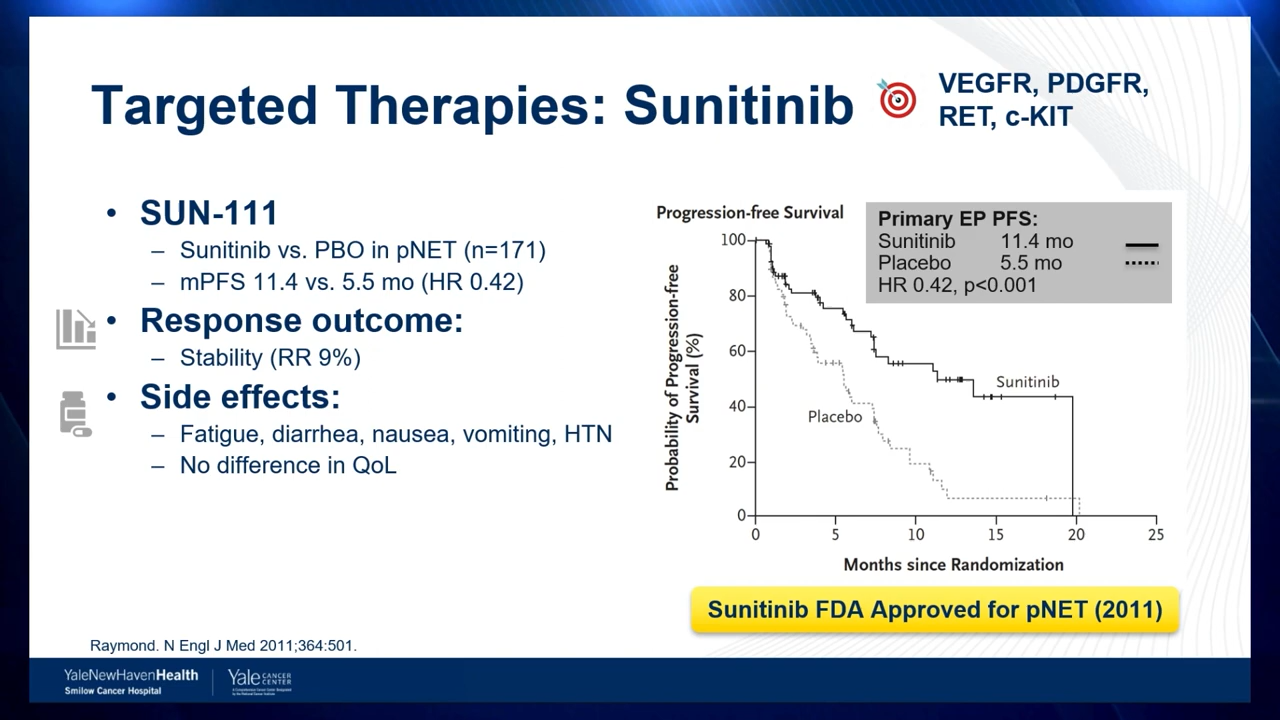 Targeted Therapies: Sunitinib
VEGFR, PDGFR,
RET, c-KIT
• SUN-111
– Sunitinib vs. PBO in pNET (n=171)
– mPFS 11.4 vs. 5.5 mo (HR 0.42)
• Response outcome:
– Stability (RR 9%)
• Side effects:
– Fatigue, diarrhea, nausea, vomiting, HTN
– No difference in QoL
Progression-free Survival
Primary EP PFS:
Sunitinib 11.4 mo
Placebo 5.5 mo
HR 0.42, p<0.001
Probability of Progression-free
Survival (%)
100
80
60
40
20
0
Sunitinib
Placebo
0 5 10 15 20 25
Months since Randomization
Sunitinib FDA Approved for pNET (2011)
Raymond. N Engl J Med 2011;364:501.
YaleNewHavenHealth
Smilow Cancer Hospital
Yale CANCER
CENTER